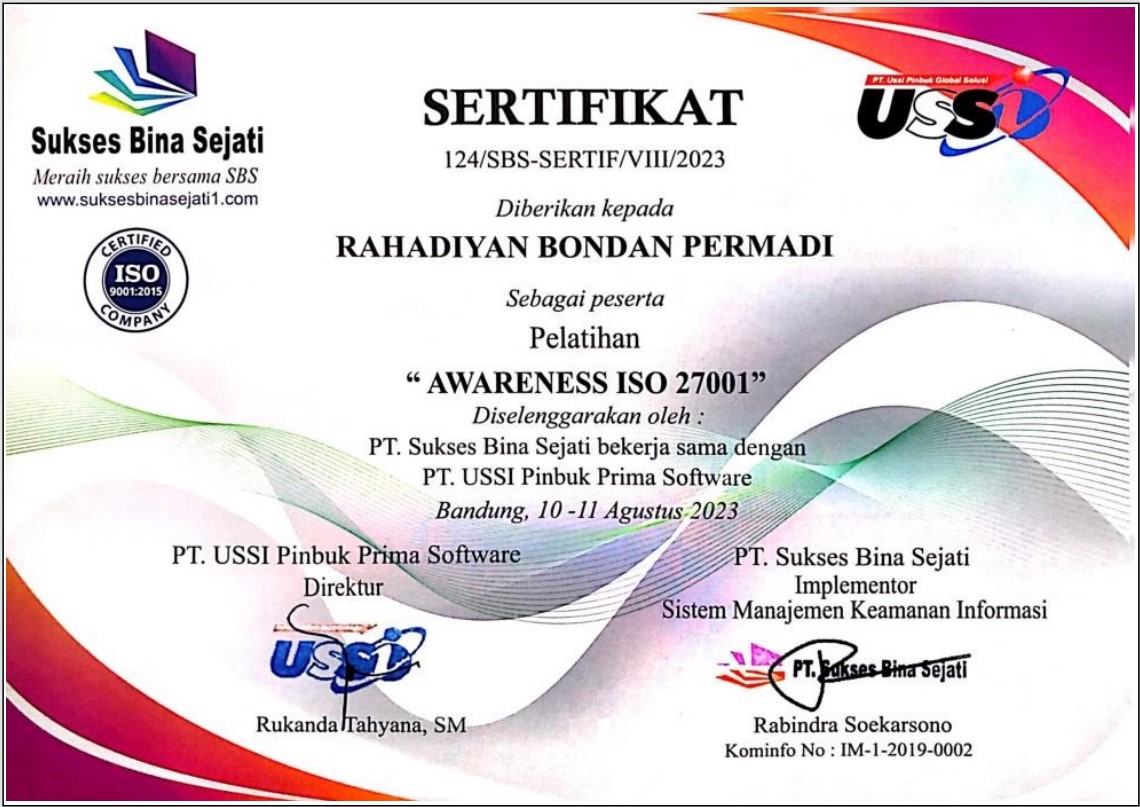 Sukses Bina Sejati
Meraih sukses bersama SBS
www.suksesbinasejati1.com
CERTIFIED
ISO
9001:2015
COMPANY
PT. Ussi Pinbuk Global Solusi
USSi
SERTIFIKAT
124/SBS-SERTIF/VIII/2023
Diberikan kepada
RAHADIYAN BONDAN PERMADI
Sebagai peserta
Pelatihan
“ AWARENESS ISO 27001”
Diselenggarakan oleh :
PT. Sukses Bina Sejati bekerja sama dengan
PT. USSI Pinbuk Prima Software
Bandung, 10 -11 Agustus 2023
PT. USSI Pinbuk Prima Software
Direktur
USSi
Rukanda Tahyana, SM
PT. Sukses Bina Sejati
Implementor
Sistem Manajemen Keamanan Informasi
PT. Sukses Bina Sejati
Rabindra Soekarsono
Kominfo No : IM-1-2019-0002